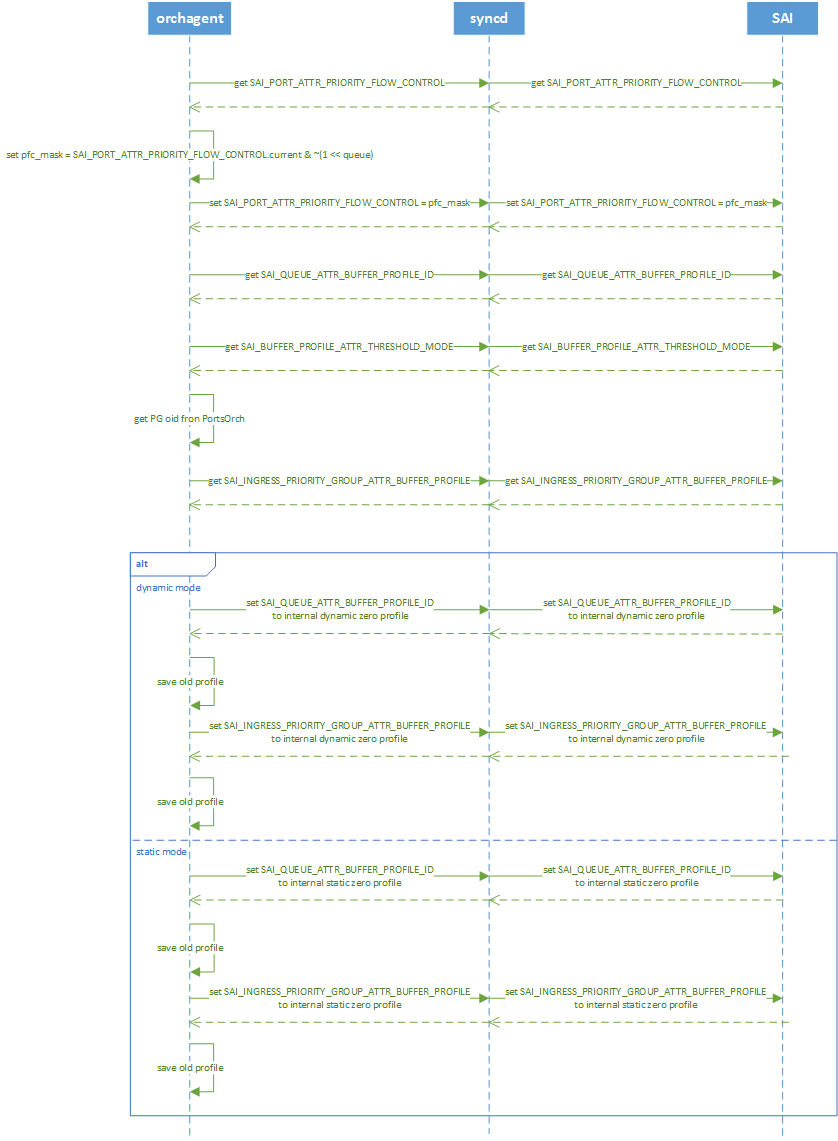 orchagent
syncd
SAI
get SAI_PORT_ATTR_PRIORITY_FLOW_CONTROL
get SAI_PORT_ATTR_PRIORITY_FLOW_CONTROL
set pfc_mask = SAI_PORT_ATTR_PRIORITY_FLOW_CONTROL.current & ~(1 << queue)
set SAI_PORT_ATTR_PRIORITY_FLOW_CONTROL = pfc_mask
set SAI_PORT_ATTR_PRIORITY_FLOW_CONTROL = pfc_mask
get SAI_QUEUE_ATTR_BUFFER_PROFILE_ID
get SAI_QUEUE_ATTR_BUFFER_PROFILE_ID
get SAI_BUFFER_PROFILE_ATTR_THRESHOLD_MODE
get SAI_BUFFER_PROFILE_ATTR_THRESHOLD_MODE
get PG oid fron PortsOrch
get SAI_INGRESS_PRIORITY_GROUP_ATTR_BUFFER_PROFILE
get SAI_INGRESS_PRIORITY_GROUP_ATTR_BUFFER_PROFILE
alt
dynamic mode
set SAI_QUEUE_ATTR_BUFFER_PROFILE_ID
to internal dynamic zero profile
set SAI_QUEUE_ATTR_BUFFER_PROFILE_ID
to internal dynamic zero profile
save old profile
set SAI_INGRESS_PRIORITY_GROUP_ATTR_BUFFER_PROFILE
to internal dynamic zero profile
set SAI_INGRESS_PRIORITY_GROUP_ATTR_BUFFER_PROFILE
to internal dynamic zero profile
save old profile
static mode
set SAI_QUEUE_ATTR_BUFFER_PROFILE_ID
to internal static zero profile
set SAI_QUEUE_ATTR_BUFFER_PROFILE_ID
to internal static zero profile
save old profile
set SAI_INGRESS_PRIORITY_GROUP_ATTR_BUFFER_PROFILE
to internal static zero profile
set SAI_INGRESS_PRIORITY_GROUP_ATTR_BUFFER_PROFILE
to internal static zero profile
save old profile